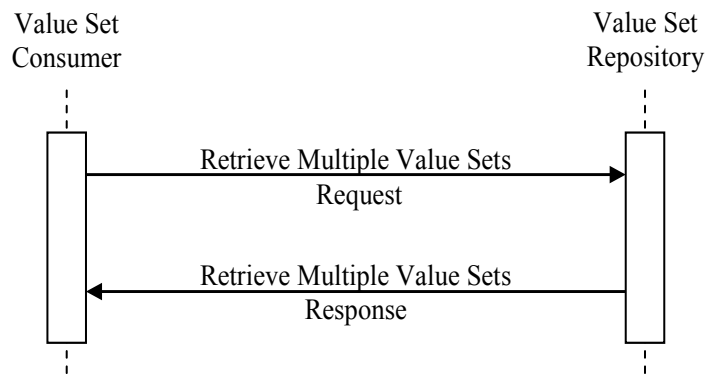 Value Set
Consumer
Value Set
Repository
Retrieve Multiple Value Sets
Request
Retrieve Multiple Value Sets
Response